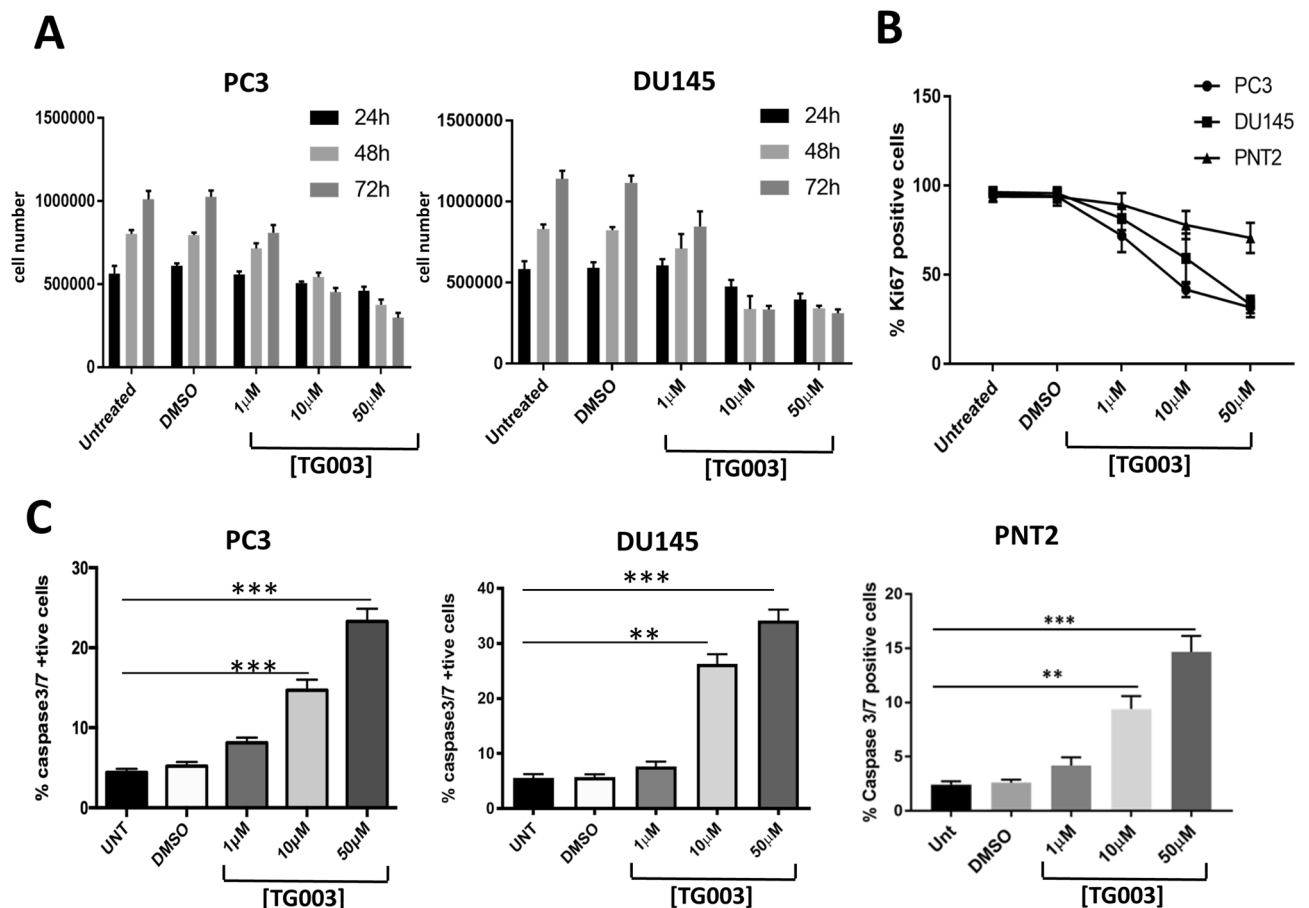 A
PC3
24h
48h
72h
1500000
1000000
500000
0
cell number
Untreated
DMSO
1μM
10μM
50μM
[TG003]
DU145
24h
48h
72h
1500000
1000000
500000
0
cell number
Untreated
DMSO
1μM
10μM
50μM
[TG003]
B
PC3
DU145
PNT2
150
100
50
0
% Ki67 positive cells
Untreated
DMSO
1μM
10μM
50μM
[TG003]
C
PC3
30
20
10
0
% caspase3/7 +tive cells
***
***
UNT
DMSO
1μM
10μM
50μM
[TG003]
DU145
40
30
20
10
0
% caspase3/7 +tive cells
***
**
UNT
DMSO
1μM
10μM
50μM
[TG003]
PNT2
20
15
10
5
0
% Caspase 3/7 positive cells
***
**
Unt
DMSO
1μM
10μM
50μM
[TG003]